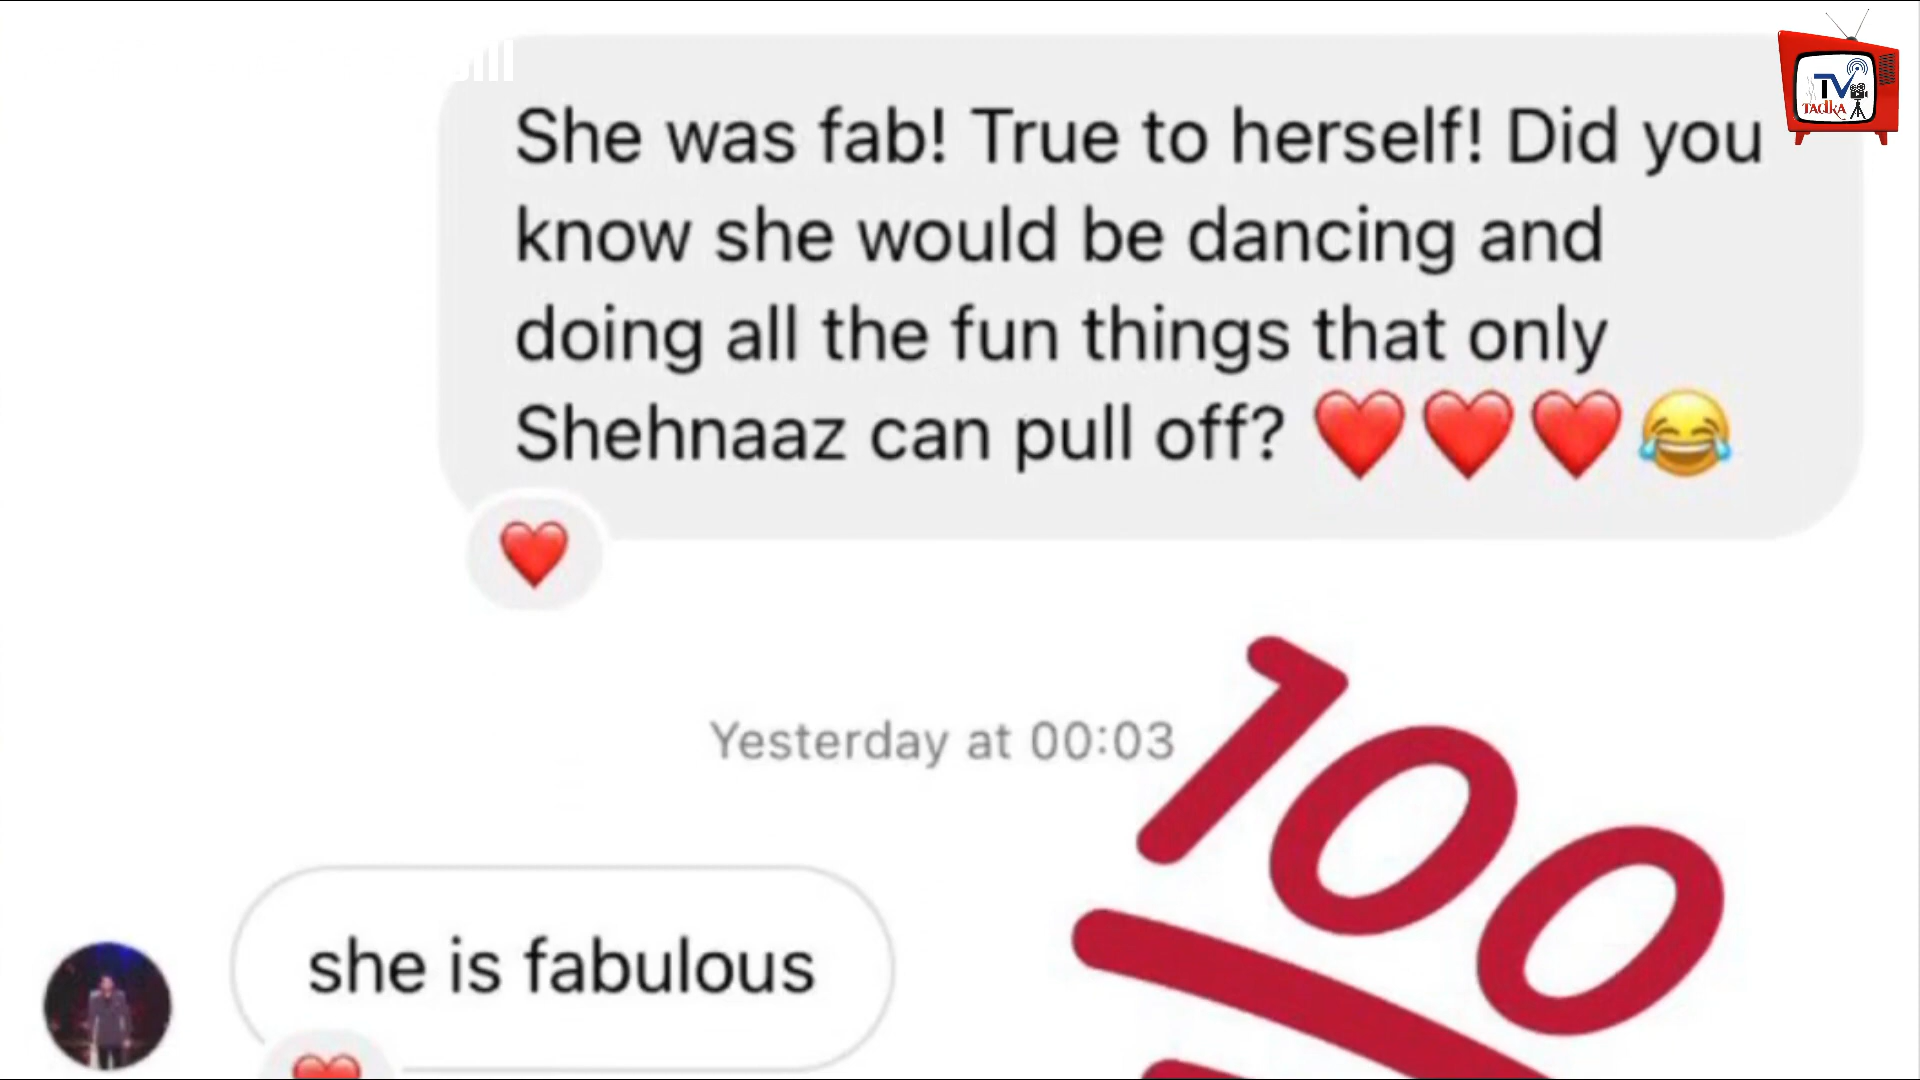 She was fab! True to herself! Did you
know she would be dancing and
doing all the fun things that only
Shehnaaz can pull off? ❤️❤️❤️😂
❤️
Yesterday at 00:03
💯
she is fabulous
❤️
TV
TADKA